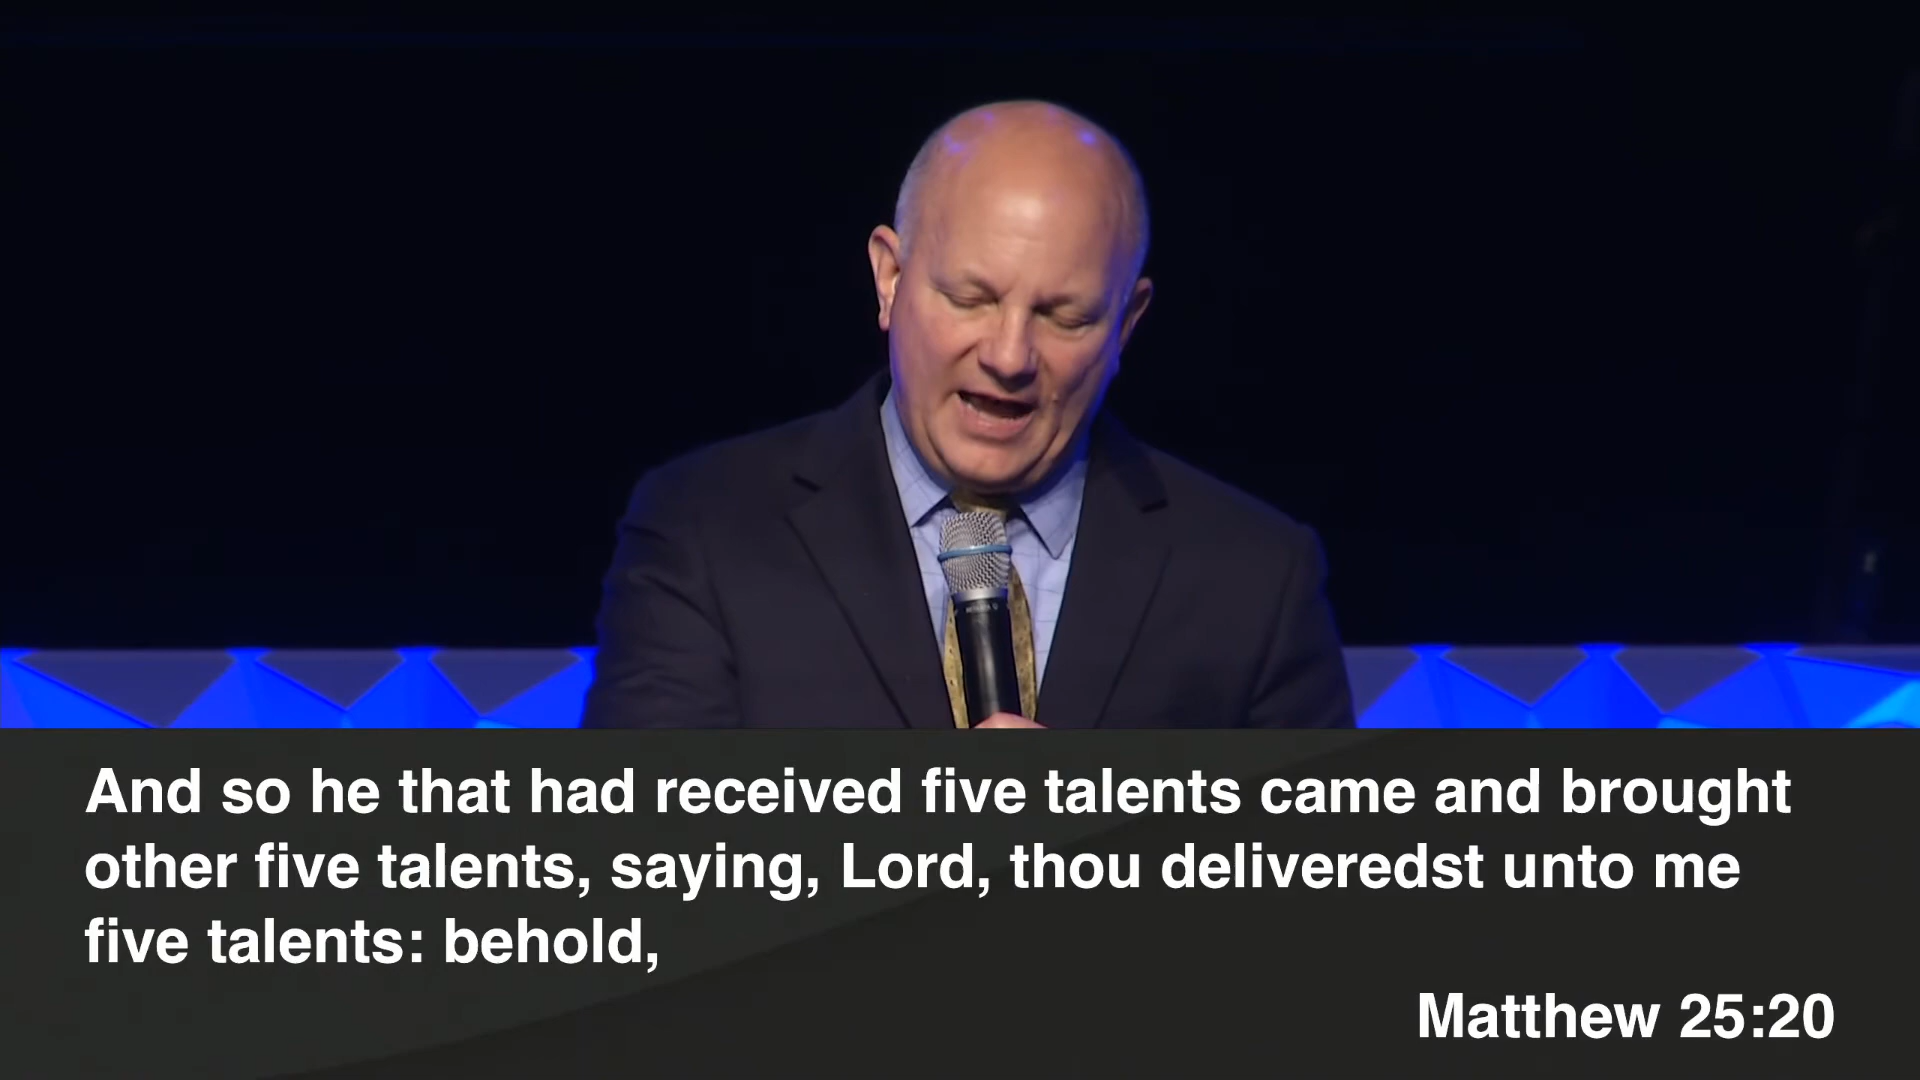 And so he that had received five talents came and brought
other five talents, saying, Lord, thou deliveredst unto me
five talents: behold,
Matthew 25:20